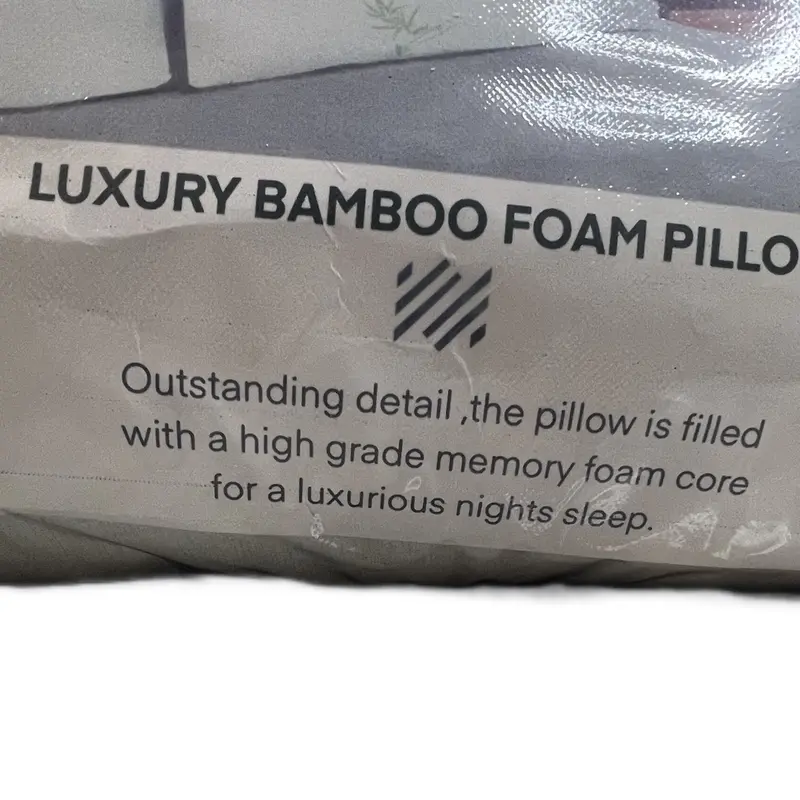 LUXURY BAMBOO FOAM PILLO
Outstanding detail ,the pillow is filled
with a high grade memory foam core
for a luxurious nights sleep.